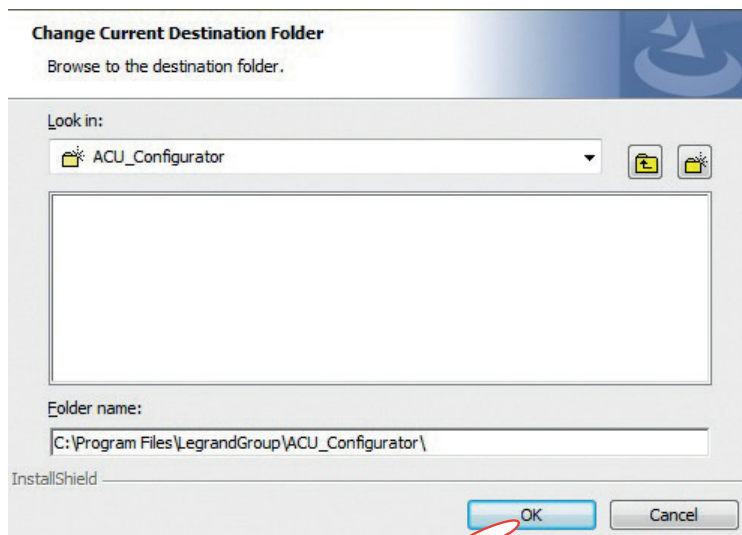 Change Current Destination Folder
Browse to the destination folder.
Look in:
ACU_Configurator
Folder name:
C:\Program Files\LegrandGroup\ACU_Configurator\
InstallShield
OK Cancel